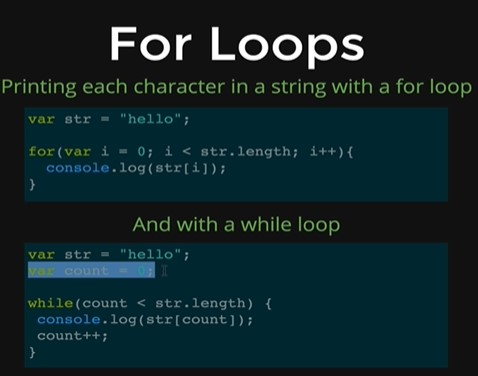 For Loops
Printing each character in a string with a for loop
var str = "hello";
for(var i = 0; i < str.length; i++){
  console.log(str[i]);
}
And with a while loop
var str = "hello";
var count = 0;
while(count < str.length) {
 console.log(str[count]);
 count++;
}